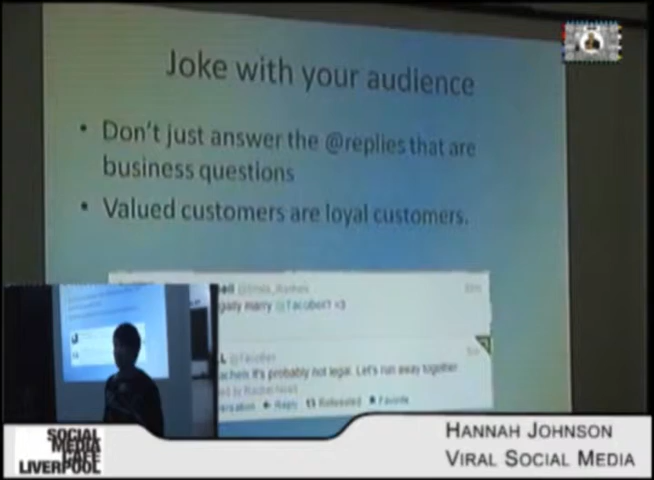 Joke with your audience
• Don't just answer the @replies that are
business questions
• Valued customers are loyal customers.
marry @TacoBell <3
it's probably not legal. Let's run away together.
Reply Retweeted Favorite
SOCIAL
MEDIA
CAFE
LIVERPOOL
HANNAH JOHNSON
VIRAL SOCIAL MEDIA